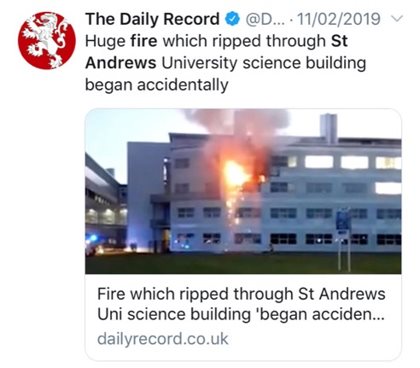 The Daily Record @D... · 11/02/2019
Huge fire which ripped through St
Andrews University science building
began accidentally
Fire which ripped through St Andrews
Uni science building 'began acciden...
dailyrecord.co.uk